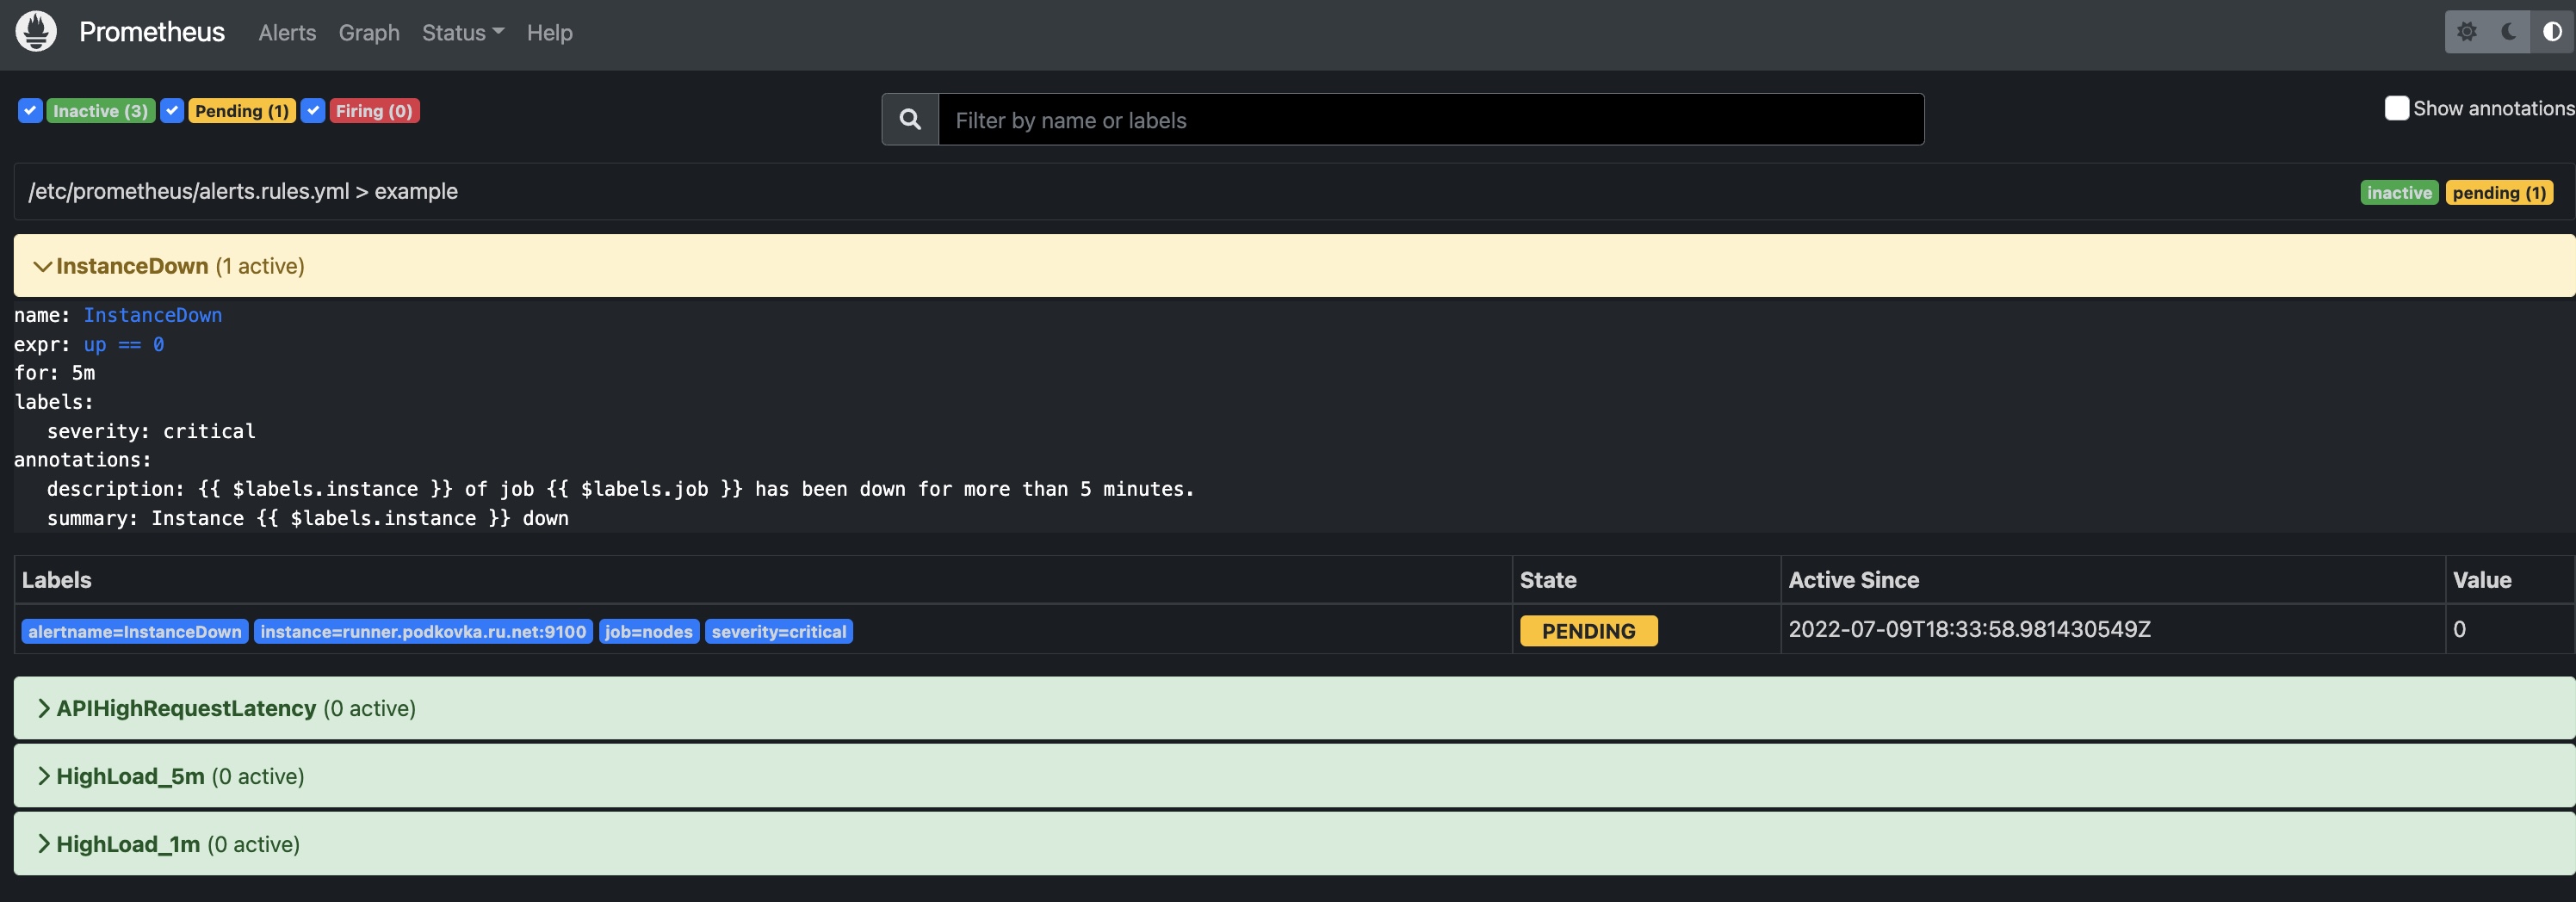 Prometheus Alerts Graph Status Help
Inactive (3) Pending (1) Firing (0)
Filter by name or labels
Show annotations
/etc/prometheus/alerts.rules.yml > example
inactive pending (1)
InstanceDown (1 active)
name: InstanceDown
expr: up == 0
for: 5m
labels:
severity: critical
annotations:
description: {{ $labels.instance }} of job {{ $labels.job }} has been down for more than 5 minutes.
summary: Instance {{ $labels.instance }} down
Labels State Active Since Value
alertname=InstanceDown instance=runner.podkovka.ru.net:9100 job=nodes severity=critical PENDING 2022-07-09T18:33:58.981430549Z 0
APIHighRequestLatency (0 active)
HighLoad_5m (0 active)
HighLoad_1m (0 active)